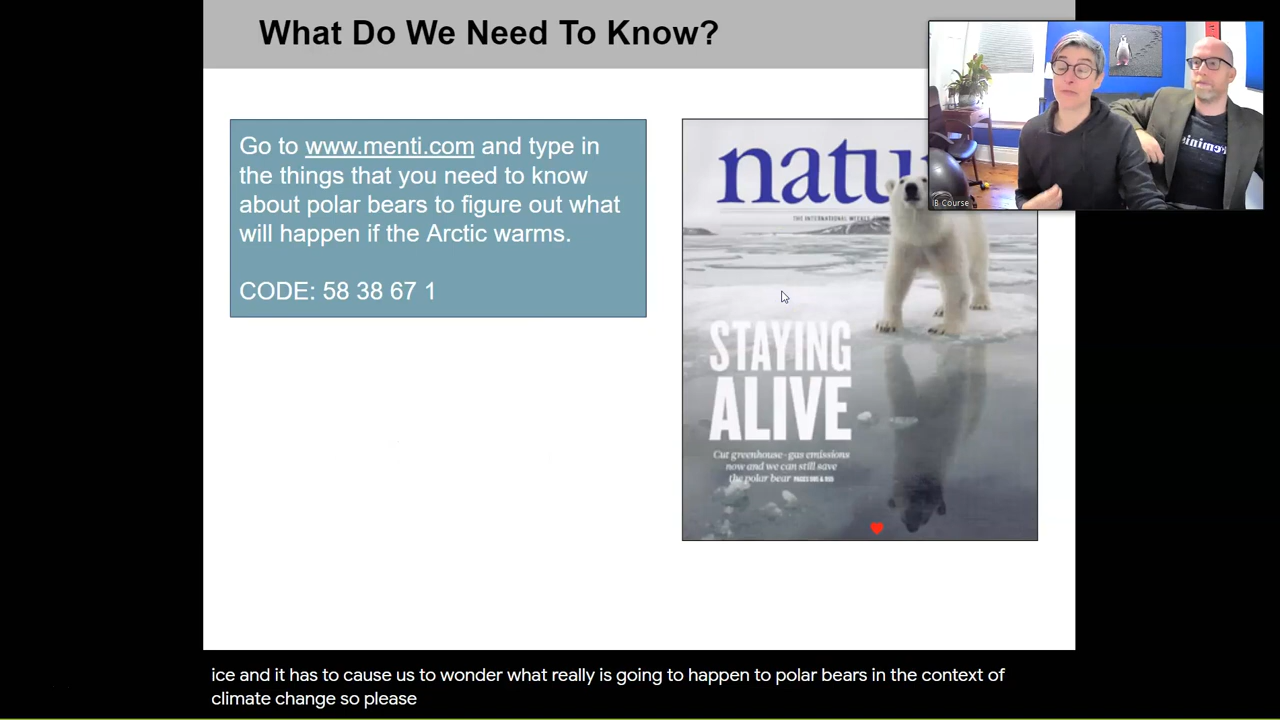 What Do We Need To Know?
Go to www.menti.com and type in
the things that you need to know
about polar bears to figure out what
will happen if the Arctic warms.
CODE: 58 38 67 1
natu
THE INTERNATIONAL WEEKLY
STAYING
ALIVE
Cut greenhouse-gas emissions
now and we can still save
the polar bear
B Course
ice and it has to cause us to wonder what really is going to happen to polar bears in the context of
climate change so please